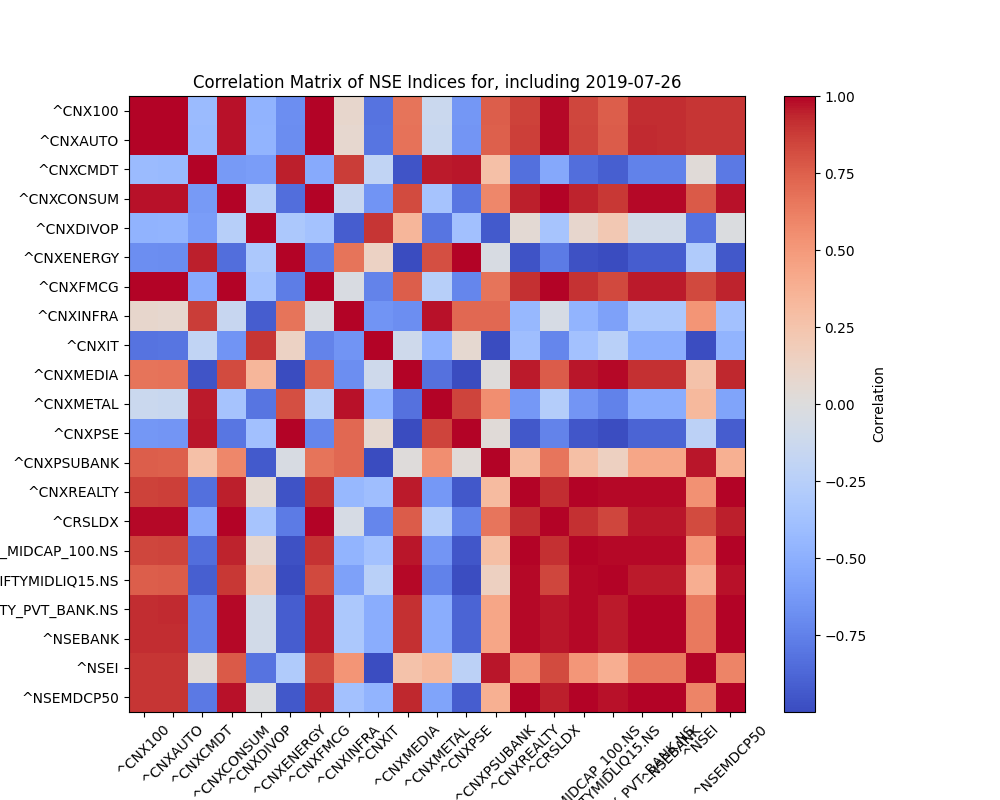 Correlation Matrix of NSE Indices for, including 2019-07-26
^CNX100
^CNXAUTO
^CNXCMDT
^CNXCONSUM
^CNXDIVOP
^CNXENERGY
^CNXFMCG
^CNXINFRA
^CNXIT
^CNXMEDIA
^CNXMETAL
^CNXPSE
^CNXPSUBANK
^CNXREALTY
^CRSLDX
_MIDCAP_100.NS
IFTYMIDLIQ15.NS
TY_PVT_BANK.NS
^NSEBANK
^NSEI
^NSEMDCP50
^CNX100
^CNXAUTO
^CNXCMDT
^CNXCONSUM
^CNXDIVOP
^CNXENERGY
^CNXFMCG
^CNXINFRA
^CNXIT
^CNXMEDIA
^CNXMETAL
^CNXPSE
^CNXPSUBANK
^CNXREALTY
^CRSLDX
MIDCAP_100.NS
TYMIDLIQ15.NS
PVT_BANK.NS
^NSEBANK
^NSEI
^NSEMDCP50
1.00
0.75
0.50
0.25
0.00
−0.25
−0.50
−0.75
Correlation